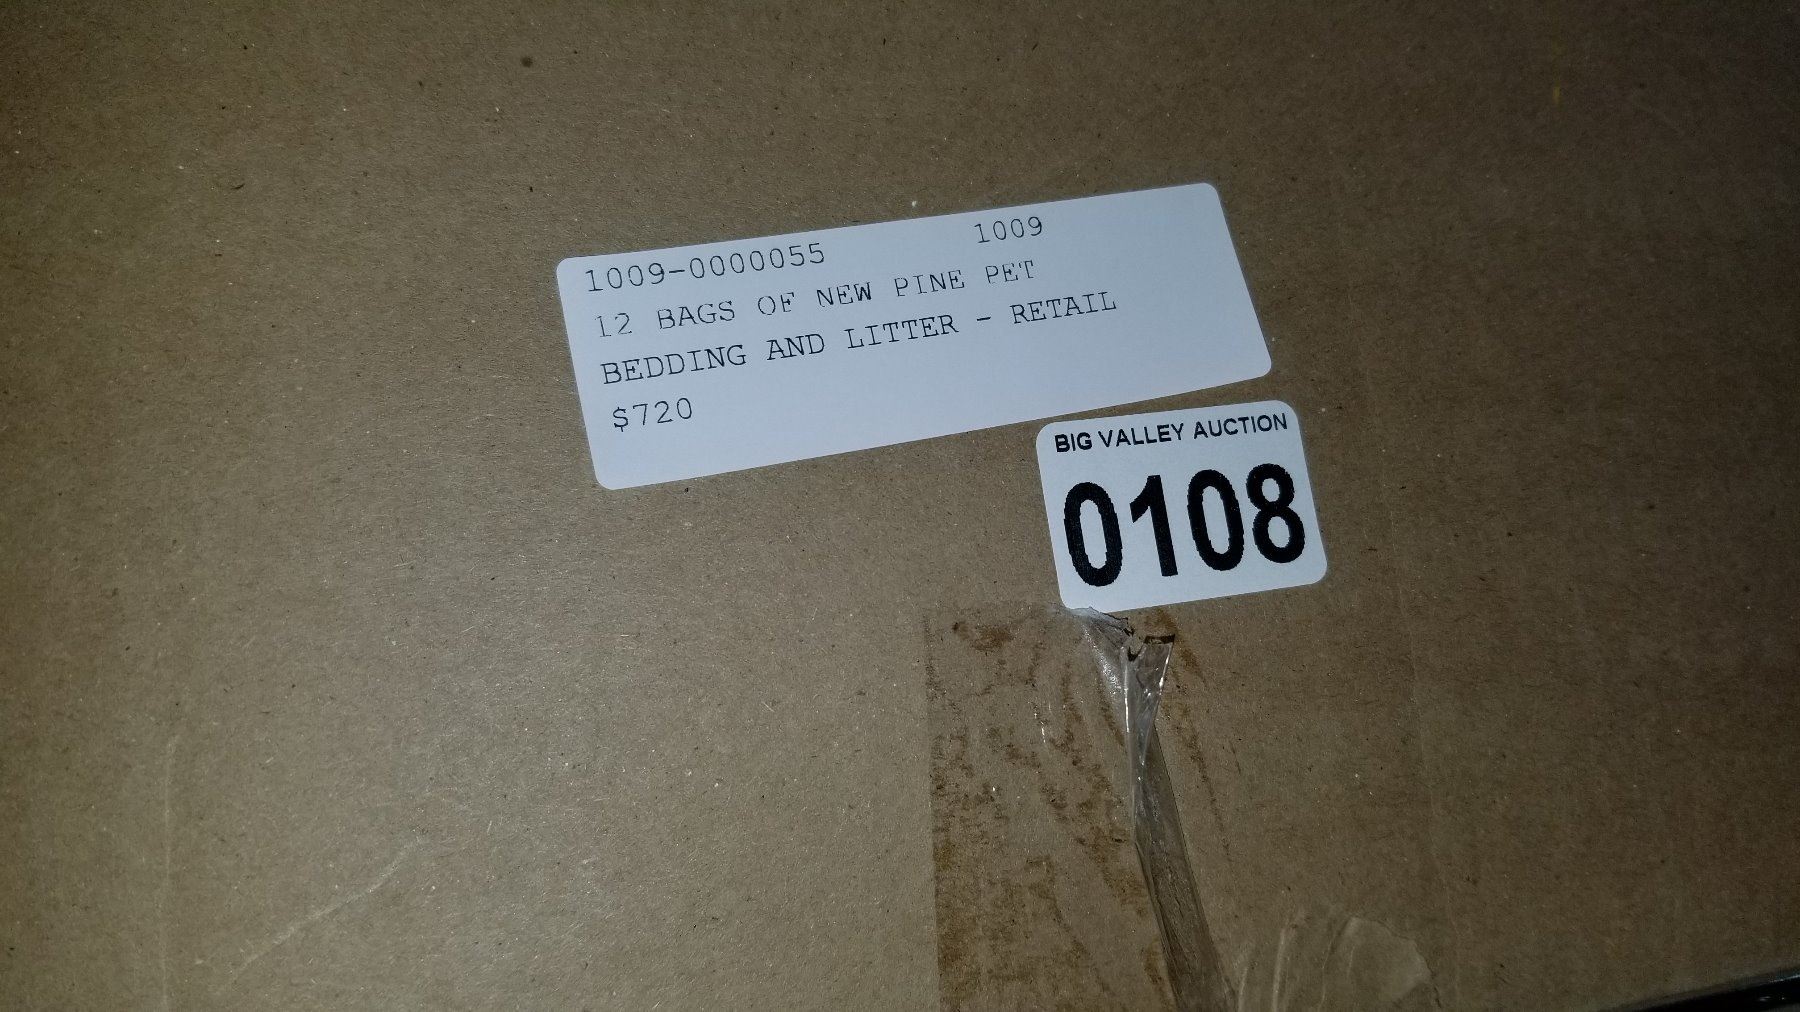 1009-0000055 1009
12 BAGS OF NEW PINE PET
BEDDING AND LITTER - RETAIL
$720
BIG VALLEY AUCTION
0108